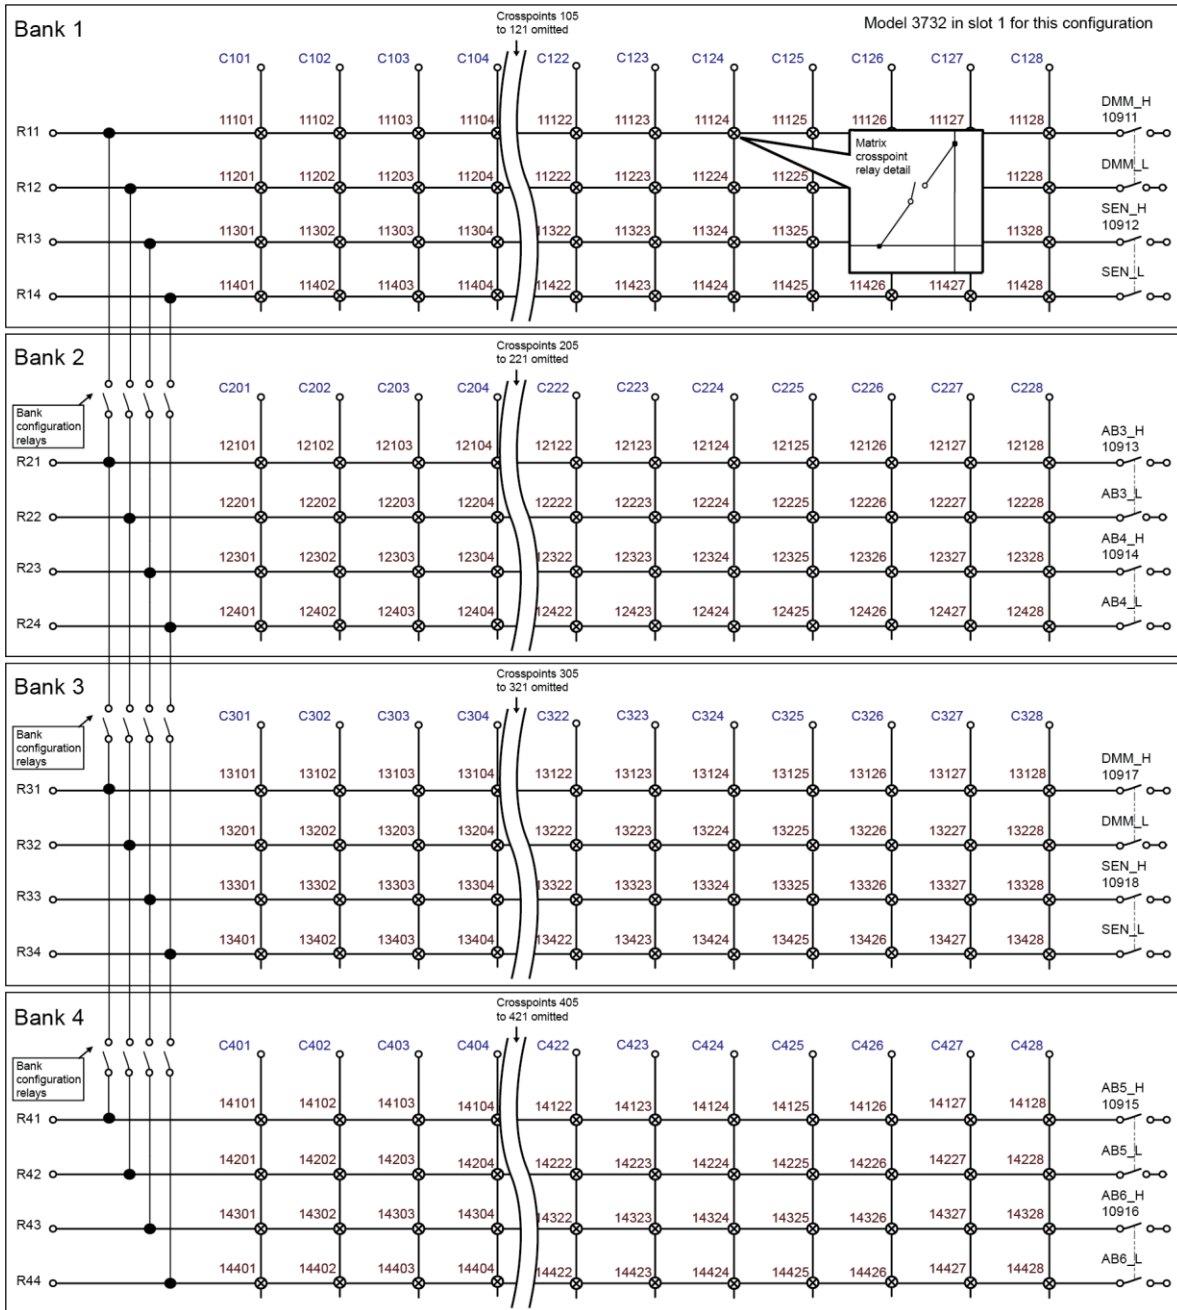 Bank 1
Crosspoints 105
to 121 omitted
Model 3732 in slot 1 for this configuration
C101 C102 C103 C104 C122 C123 C124 C125 C126 C127 C128
DMM_H
R11 11101 11102 11103 11104 11122 11123 11124 11125 11126 11127 11128 10911
Matrix
crosspoint
relay detail
R12 11201 11202 11203 11204 11222 11223 11224 11225 11228 DMM_L
SEN_H
R13 11301 11302 11303 11304 11322 11323 11324 11325 11328 10912
R14 11401 11402 11403 11404 11422 11423 11424 11425 11426 11427 11428 SEN_L
Bank 2
Crosspoints 205
to 221 omitted
Bank
configuration
relays
C201 C202 C203 C204 C222 C223 C224 C225 C226 C227 C228
AB3_H
R21 12101 12102 12103 12104 12122 12123 12124 12125 12126 12127 12128 10913
R22 12201 12202 12203 12204 12222 12223 12224 12225 12226 12227 12228 AB3_L
AB4_H
R23 12301 12302 12303 12304 12322 12323 12324 12325 12326 12327 12328 10914
R24 12401 12402 12403 12404 12422 12423 12424 12425 12426 12427 12428 AB4_L
Bank 3
Crosspoints 305
to 321 omitted
Bank
configuration
relays
C301 C302 C303 C304 C322 C323 C324 C325 C326 C327 C328
DMM_H
R31 13101 13102 13103 13104 13122 13123 13124 13125 13126 13127 13128 10917
R32 13201 13202 13203 13204 13222 13223 13224 13225 13226 13227 13228 DMM_L
SEN_H
R33 13301 13302 13303 13304 13322 13323 13324 13325 13326 13327 13328 10918
R34 13401 13402 13403 13404 13422 13423 13424 13425 13426 13427 13428 SEN_L
Bank 4
Crosspoints 405
to 421 omitted
Bank
configuration
relays
C401 C402 C403 C404 C422 C423 C424 C425 C426 C427 C428
AB5_H
R41 14101 14102 14103 14104 14122 14123 14124 14125 14126 14127 14128 10915
R42 14201 14202 14203 14204 14222 14223 14224 14225 14226 14227 14228 AB5_L
AB6_H
R43 14301 14302 14303 14304 14322 14323 14324 14325 14326 14327 14328 10916
R44 14401 14402 14403 14404 14422 14423 14424 14425 14426 14427 14428 AB6_L